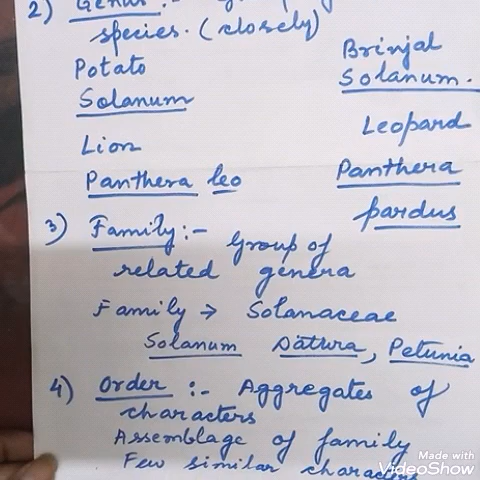 2) Genus :-
species. (closely)
Potato Brinjal
Solanum Solanum.
Lion Leopard
Panthera leo Panthera
pardus
3) Family :- Group of
related genera
Family → Solanaceae
Solanum Datura, Petunia
4) Order :- Aggregates of
characters
Assemblage of family
Few similar characters
Made with
VideoShow